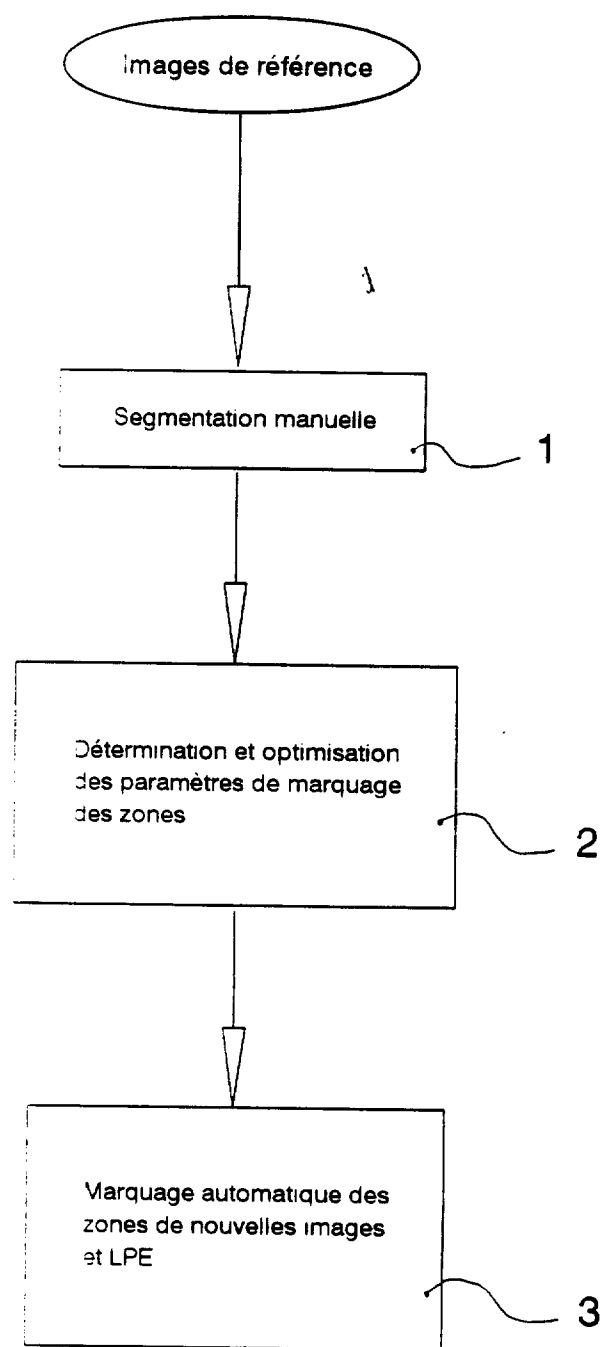 Images de référence
Segmentation manuelle
1
Détermination et optimisation
des paramètres de marquage
des zones
2
Marquage automatique des
zones de nouvelles images
et LPE
3